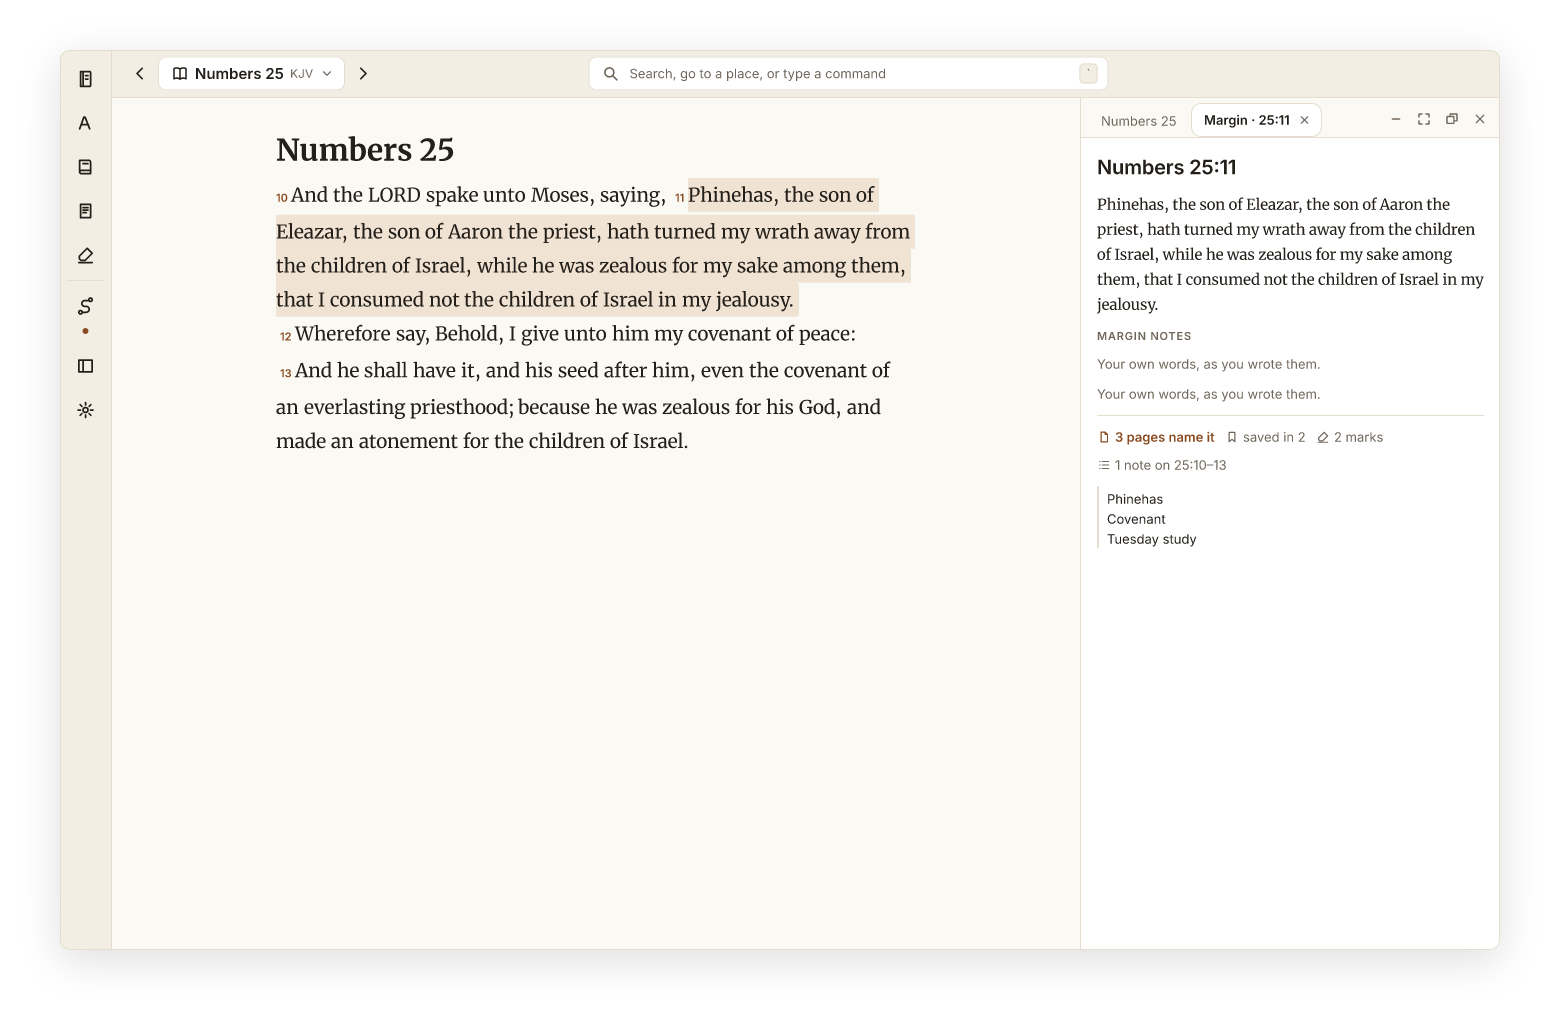 Numbers 25 KJV
Search, go to a place, or type a command
Numbers 25
10 And the LORD spake unto Moses, saying, 11 Phinehas, the son of
Eleazar, the son of Aaron the priest, hath turned my wrath away from
the children of Israel, while he was zealous for my sake among them,
that I consumed not the children of Israel in my jealousy.
12 Wherefore say, Behold, I give unto him my covenant of peace:
13 And he shall have it, and his seed after him, even the covenant of
an everlasting priesthood; because he was zealous for his God, and
made an atonement for the children of Israel.
Numbers 25
Margin · 25:11
Numbers 25:11
Phinehas, the son of Eleazar, the son of Aaron the
priest, hath turned my wrath away from the children
of Israel, while he was zealous for my sake among
them, that I consumed not the children of Israel in my
jealousy.
MARGIN NOTES
Your own words, as you wrote them.
Your own words, as you wrote them.
3 pages name it saved in 2 2 marks
1 note on 25:10–13
Phinehas
Covenant
Tuesday study